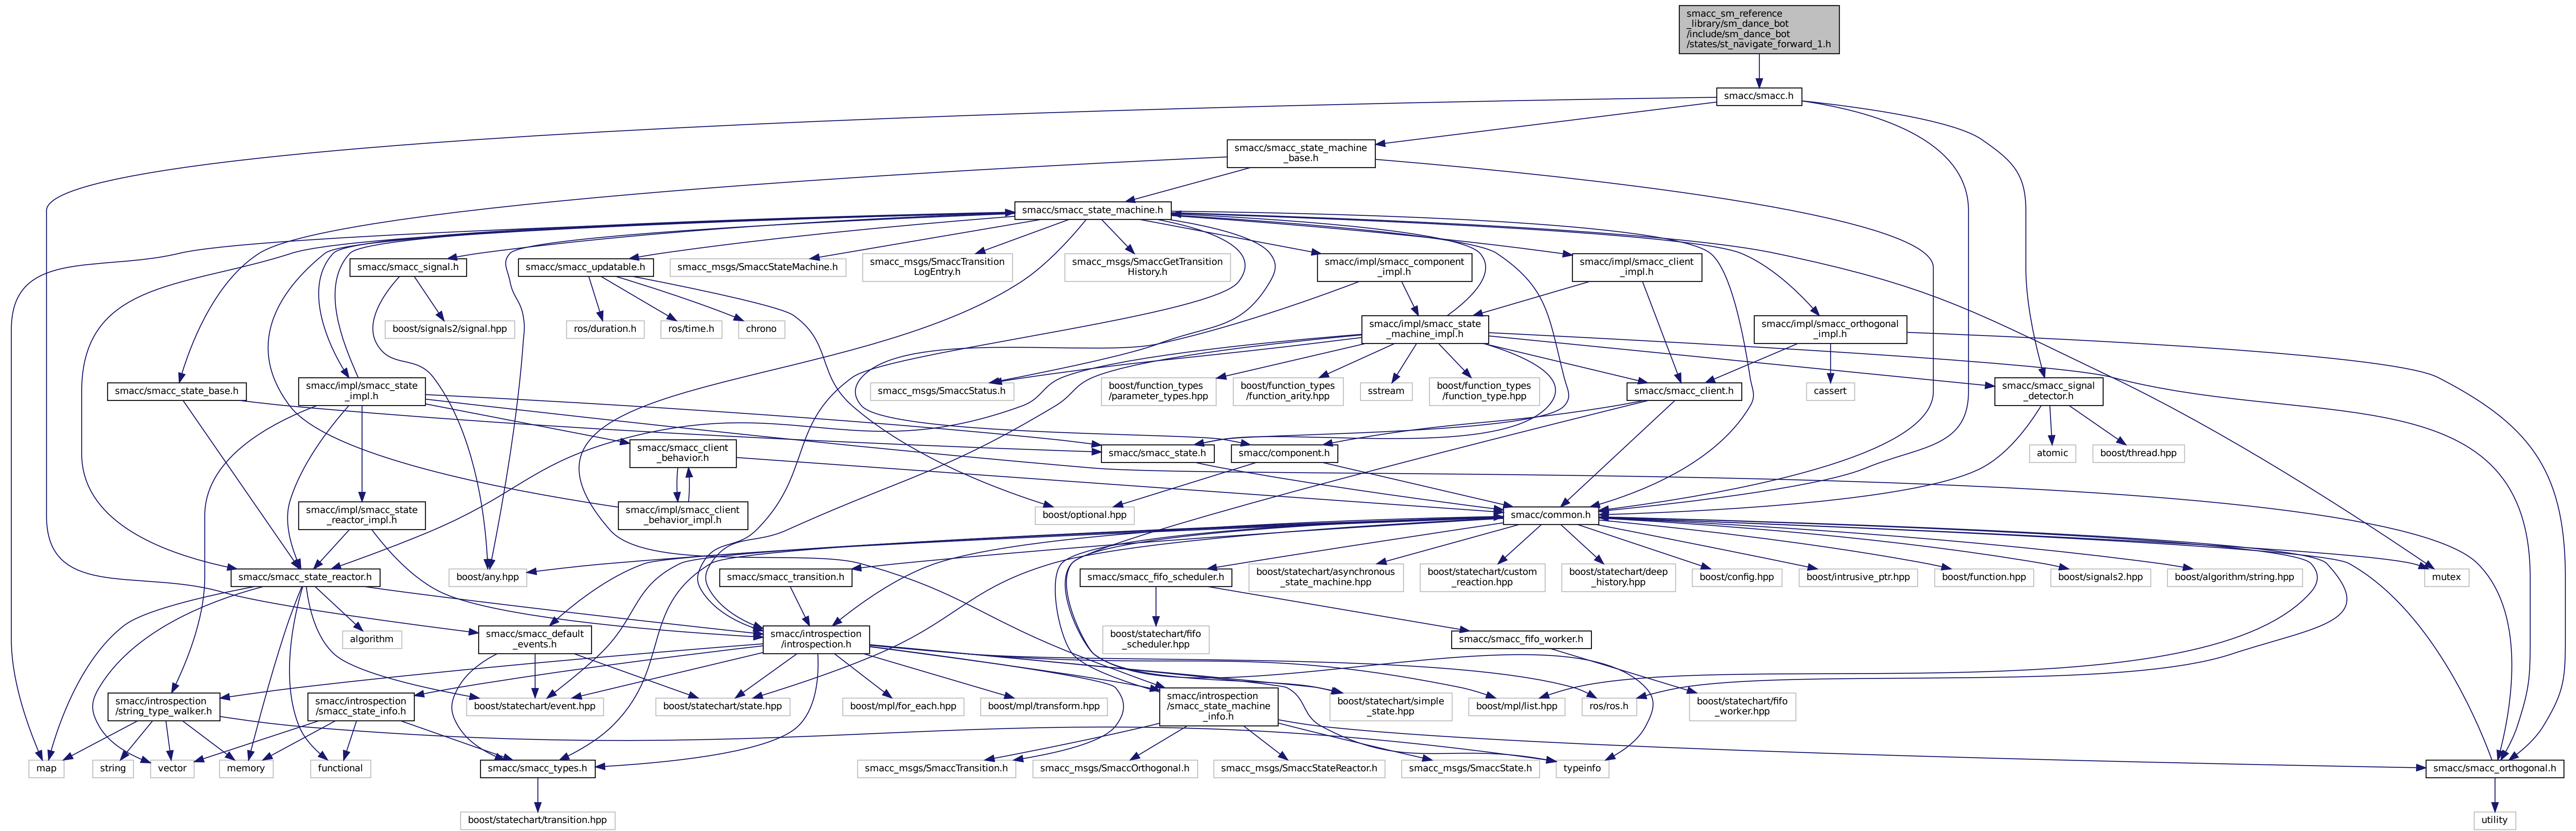 smacc_sm_reference
_library/sm_dance_bot
/include/sm_dance_bot
/states/st_navigate_forward_1.h
smacc/smacc.h
smacc/smacc_state_machine
_base.h
smacc/smacc_state_machine.h
smacc/smacc_signal.h
smacc/smacc_updatable.h
smacc_msgs/SmaccStateMachine.h
smacc_msgs/SmaccTransition
LogEntry.h
smacc_msgs/SmaccGetTransition
History.h
smacc/impl/smacc_component
_impl.h
smacc/impl/smacc_client
_impl.h
boost/signals2/signal.hpp
ros/duration.h
ros/time.h
chrono
smacc/impl/smacc_state
_machine_impl.h
smacc/impl/smacc_orthogonal
_impl.h
smacc/smacc_state_base.h
smacc/impl/smacc_state
_impl.h
smacc_msgs/SmaccStatus.h
boost/function_types
/parameter_types.hpp
boost/function_types
/function_arity.hpp
sstream
boost/function_types
/function_type.hpp
smacc/smacc_client.h
cassert
smacc/smacc_signal
_detector.h
smacc/smacc_client
_behavior.h
smacc/smacc_state.h
smacc/component.h
atomic
boost/thread.hpp
smacc/impl/smacc_state
_reactor_impl.h
smacc/impl/smacc_client
_behavior_impl.h
boost/optional.hpp
smacc/common.h
smacc/smacc_state_reactor.h
boost/any.hpp
smacc/smacc_transition.h
smacc/smacc_fifo_scheduler.h
boost/statechart/asynchronous
_state_machine.hpp
boost/statechart/custom
_reaction.hpp
boost/statechart/deep
_history.hpp
boost/config.hpp
boost/intrusive_ptr.hpp
boost/function.hpp
boost/signals2.hpp
boost/algorithm/string.hpp
mutex
algorithm
smacc/smacc_default
_events.h
smacc/introspection
/introspection.h
boost/statechart/fifo
_scheduler.hpp
smacc/smacc_fifo_worker.h
smacc/introspection
/string_type_walker.h
smacc/introspection
/smacc_state_info.h
boost/statechart/event.hpp
boost/statechart/state.hpp
boost/mpl/for_each.hpp
boost/mpl/transform.hpp
smacc/introspection
/smacc_state_machine
_info.h
boost/statechart/simple
_state.hpp
boost/mpl/list.hpp
ros/ros.h
boost/statechart/fifo
_worker.hpp
map
string
vector
memory
functional
smacc/smacc_types.h
smacc_msgs/SmaccTransition.h
smacc_msgs/SmaccOrthogonal.h
smacc_msgs/SmaccStateReactor.h
smacc_msgs/SmaccState.h
typeinfo
smacc/smacc_orthogonal.h
boost/statechart/transition.hpp
utility